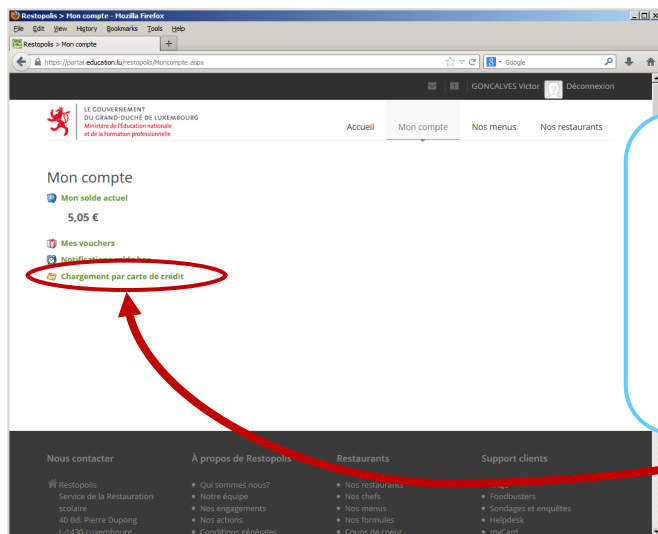 Restopolis > Mon compte - Mozilla Firefox
File Edit View History Bookmarks Tools Help
Restopolis > Mon compte +
https://portal.education.lu/restopolis/Moncompte.aspx
Google
GONCALVES Victor Déconnexion
LE GOUVERNEMENT
DU GRAND-DUCHÉ DE LUXEMBOURG
Ministère de l'Éducation nationale
et de la Formation professionnelle
Accueil Mon compte Nos menus Nos restaurants
Mon compte
Mon solde actuel
5,05 €
Mes vouchers
Notifications solde bas
Chargement par carte de crédit
Nous contacter À propos de Restopolis Restaurants Support clients
Restopolis
Service de la Restauration
scolaire
40 Bd. Pierre Dupong
L-1430 Luxembourg
Qui sommes nous?
Notre équipe
Nos engagements
Nos actions
Conditions générales
Nos restaurants
Nos chefs
Nos menus
Nos formules
Coups de coeur
Foodbusters
Sondages et enquêtes
Helpdesk
myCard